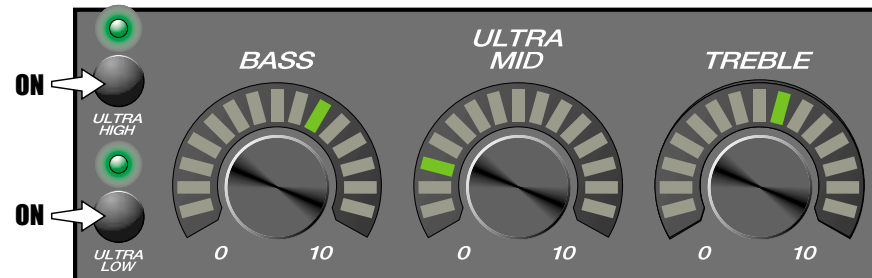 ON
ULTRA
HIGH
ON
ULTRA
LOW
BASS
0 10
ULTRA
MID
0 10
TREBLE
0 10